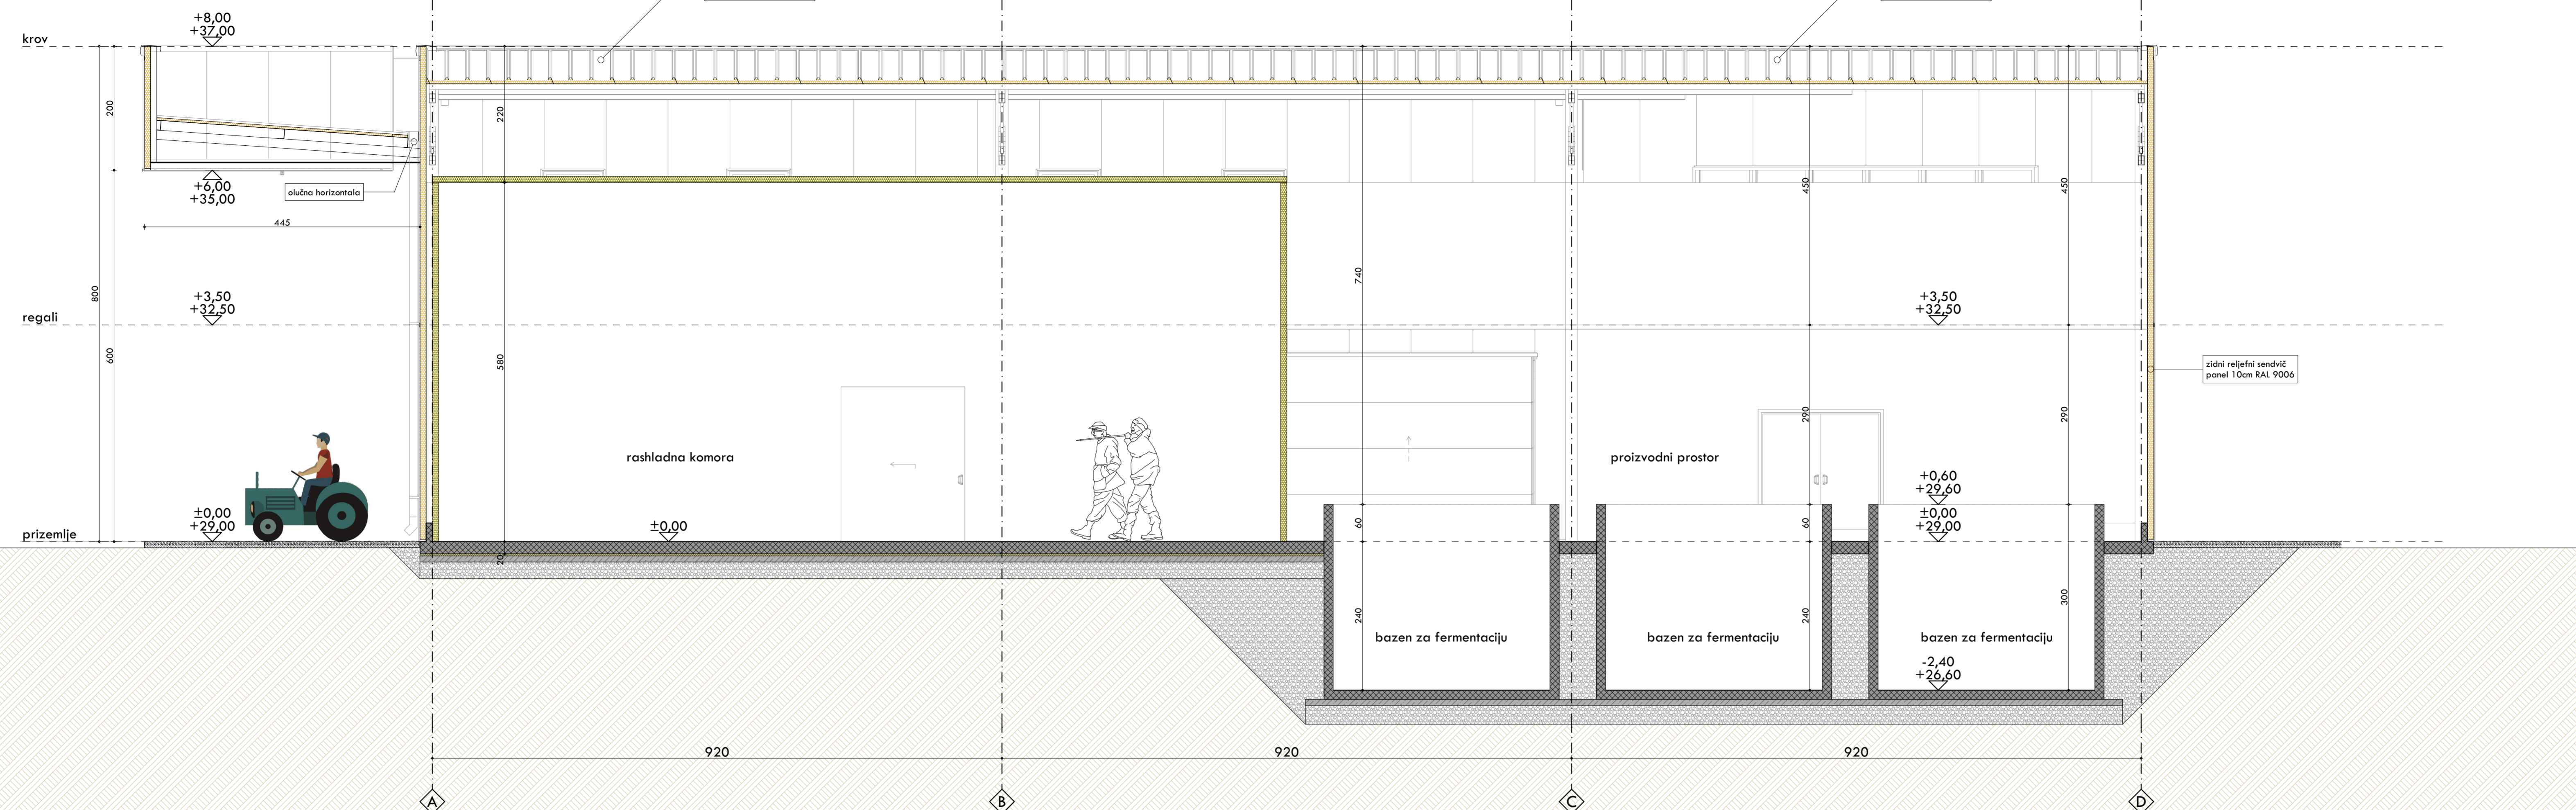 +8,00
+37,00
krov
200
220
olučna horizontala
+6,00
+35,00
445
450
450
740
800
600
+3,50
+32,50
+3,50
+32,50
regali
580
zidni reljefni sendvič
panel 10cm RAL 9006
290
290
rashladna komora
proizvodni prostor
+0,60
+29,60
±0,00
+29,00
±0,00
+29,00
±0,00
prizemlje
60
60
20
240
240
300
bazen za fermentaciju
bazen za fermentaciju
bazen za fermentaciju
-2,40
+26,60
920
920
920
A
B
C
D